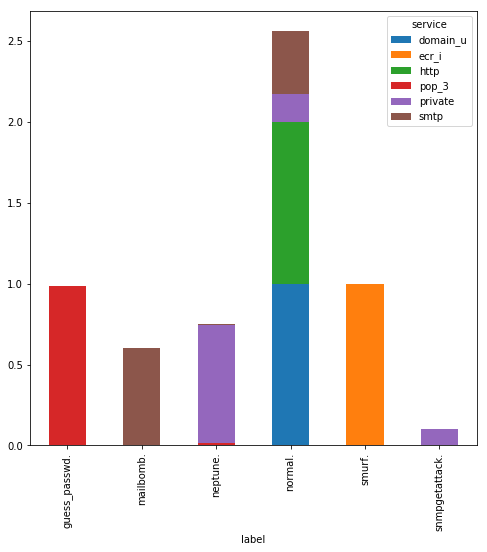 service
domain_u
ecr_i
http
pop_3
private
smtp
2.5
2.0
1.5
1.0
0.5
0.0
guess_passwd.
mailbomb.
neptune.
normal.
smurf.
snmpgetattack.
label